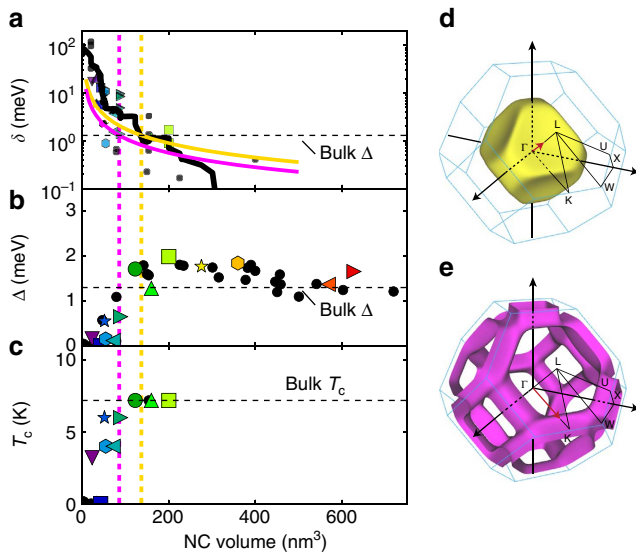 a
10²
10¹
10⁰
10⁻¹
δ (meV)
Bulk Δ
b
3
2
1
0
Δ (meV)
Bulk Δ
c
10
5
0
T_c (K)
Bulk T_c
0 200 400 600
NC volume (nm³)
d
L
Γ
U
X
W
K
e
L
Γ
U
X
W
K